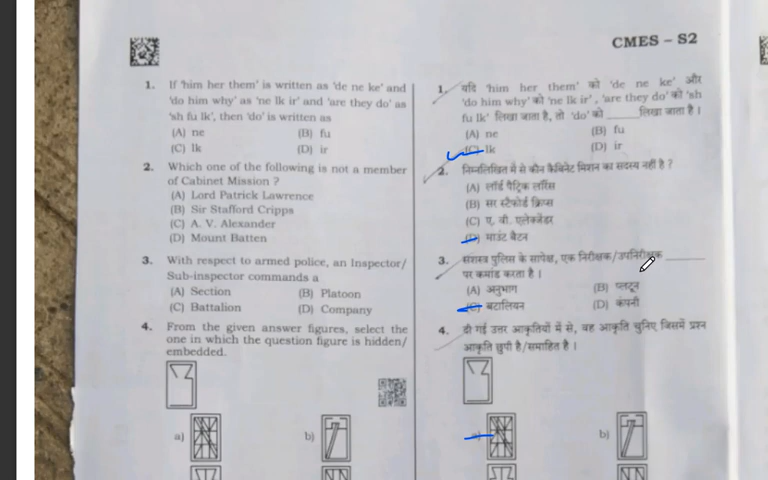 CMES – S2
1. If 'him her them' is written as 'de ne ke' and
'do him why' as 'ne lk ir' and 'are they do' as
'sh fu lk', then 'do' is written as
(A) ne (B) fu
(C) lk (D) ir
2. Which one of the following is not a member
of Cabinet Mission ?
(A) Lord Patrick Lawrence
(B) Sir Stafford Cripps
(C) A. V. Alexander
(D) Mount Batten
3. With respect to armed police, an Inspector/
Sub-inspector commands a
(A) Section (B) Platoon
(C) Battalion (D) Company
4. From the given answer figures, select the
one in which the question figure is hidden/
embedded.
a) b)
1. यदि 'him her them' को 'de ne ke' और
'do him why' को 'ne lk ir', 'are they do' को 'sh
fu lk' लिखा जाता है, तो 'do' को ______ लिखा जाता है ।
(A) ne (B) fu
(C) lk (D) ir
2. निम्नलिखित में से कौन कैबिनेट मिशन का सदस्य नहीं है ?
(A) लॉर्ड पैट्रिक लॉरेंस
(B) सर स्टैफोर्ड क्रिप्स
(C) ए. वी. एलेक्जेंडर
(D) माउंट बैटन
3. सशस्त्र पुलिस के सापेक्ष, एक निरीक्षक/उपनिरीक्षक ______
पर कमांड करता है ।
(A) अनुभाग (B) प्लटून
(C) बटालियन (D) कंपनी
4. दी गई उत्तर आकृतियों में से, वह आकृति चुनिए जिसमें प्रश्न
आकृति छुपी है/समाहित है ।
a) b)